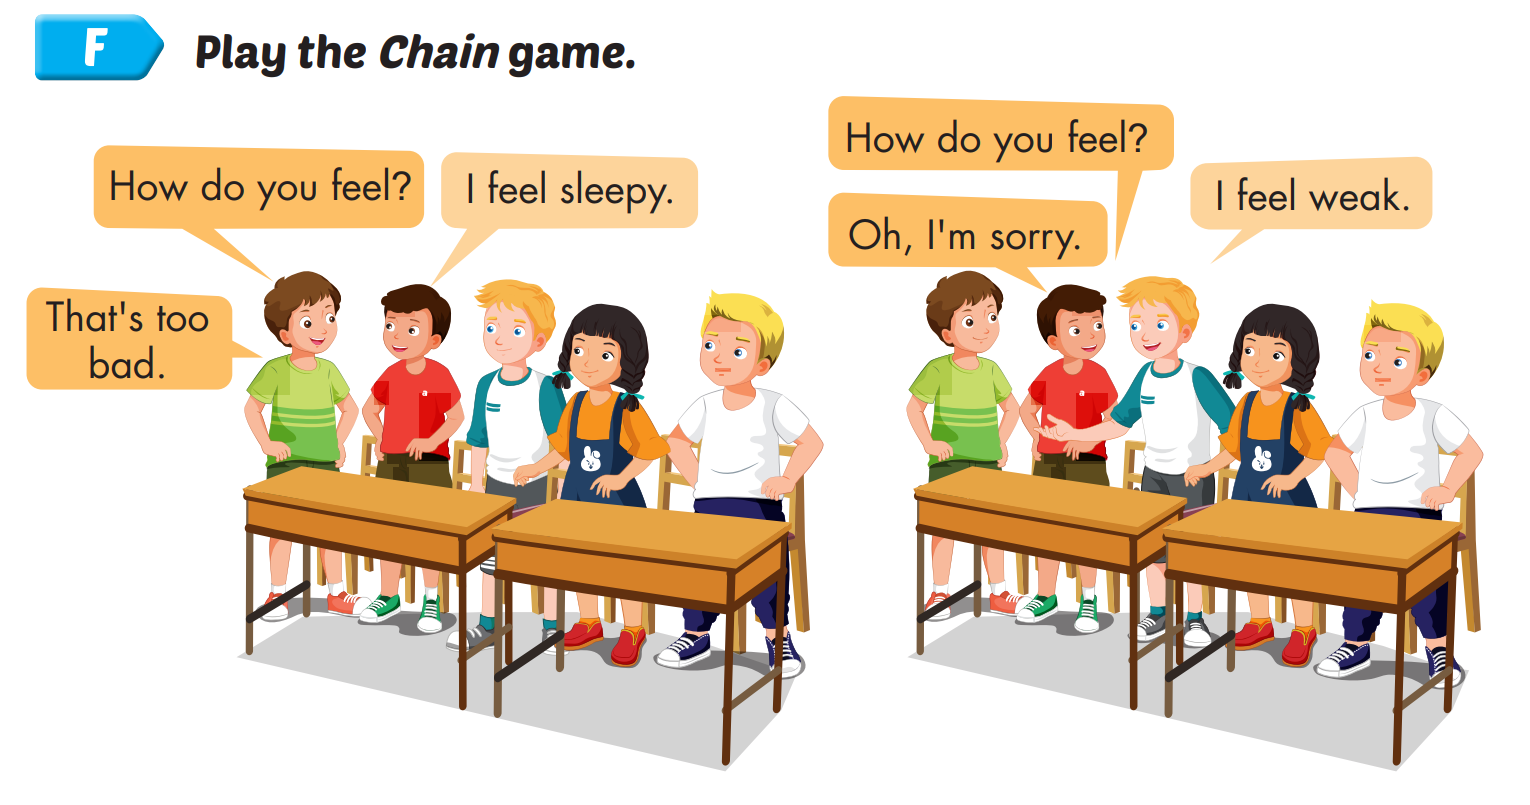 F
Play the Chain game.
How do you feel?
I feel sleepy.
That's too
bad.
How do you feel?
Oh, I'm sorry.
I feel weak.